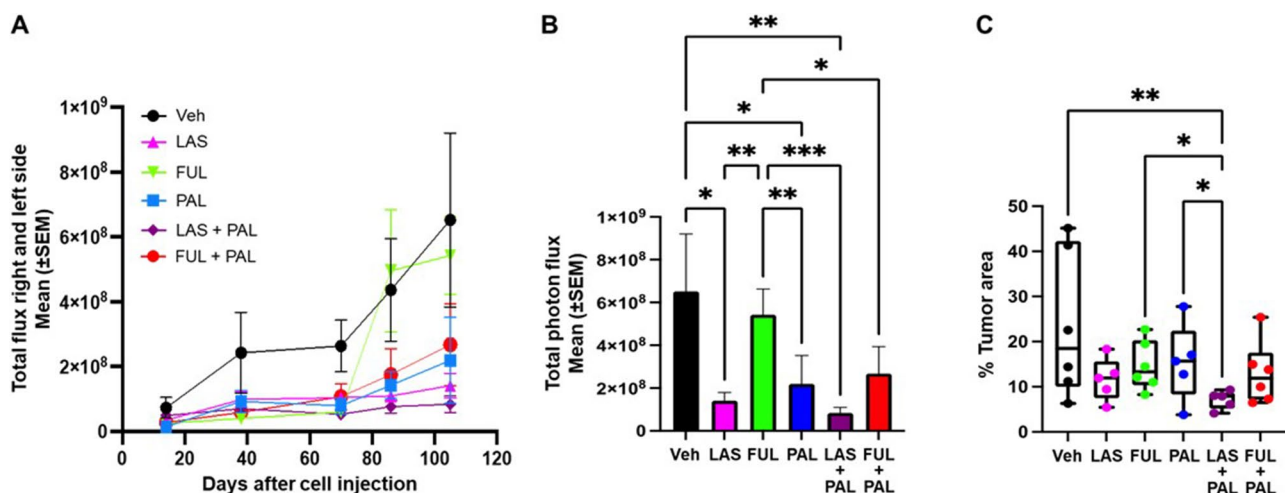 A
Total flux right and left side
Mean (±SEM)
1×10⁹
8×10⁸
6×10⁸
4×10⁸
2×10⁸
0
0
20
40
60
80
100
120
Days after cell injection
Veh
LAS
FUL
PAL
LAS + PAL
FUL + PAL
B
**
*
*
**
***
*
**
Total photon flux
Mean (±SEM)
1×10⁹
8×10⁸
6×10⁸
4×10⁸
2×10⁸
0
Veh
LAS
FUL
PAL
LAS
+
PAL
FUL
+
PAL
C
**
*
*
% Tumor area
50
40
30
20
10
0
Veh
LAS
FUL
PAL
LAS
+
PAL
FUL
+
PAL